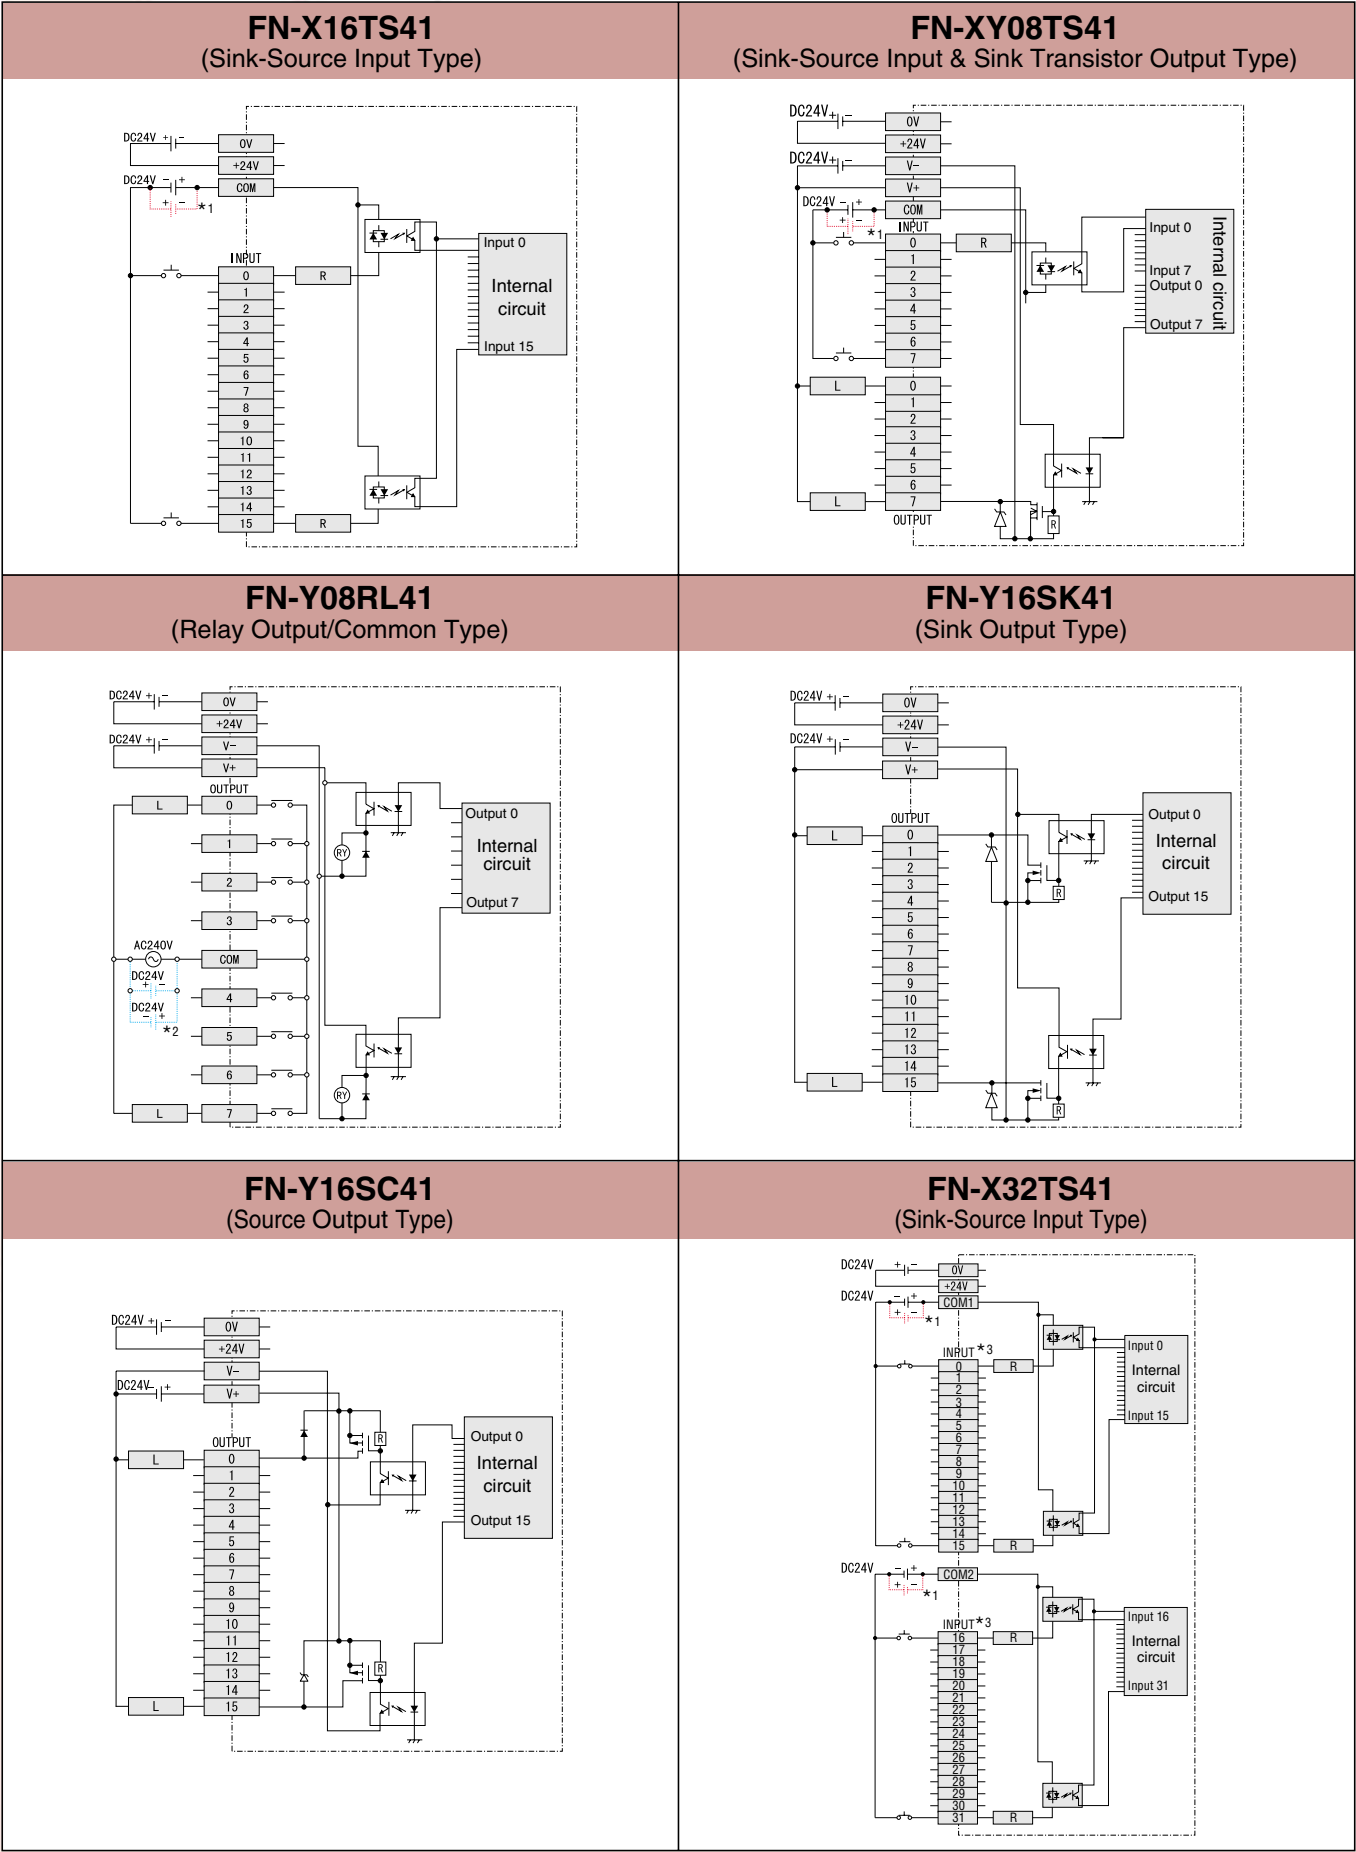 FN-X16TS41
(Sink-Source Input Type)
DC24V + −
0V
+24V
DC24V − +
COM
+ −
*1
INPUT
0
R
1
2
3
4
5
6
7
8
9
10
11
12
13
14
15
R
Input 0
Internal
circuit
Input 15
FN-XY08TS41
(Sink-Source Input & Sink Transistor Output Type)
DC24V + −
0V
+24V
DC24V + −
V−
V+
DC24V − +
COM
+ −
*1
INPUT
0
R
1
2
3
4
5
6
7
L
0
1
2
3
4
5
6
L
7
OUTPUT
R
Input 0
Input 7
Output 0
Output 7
Internal circuit
FN-Y08RL41
(Relay Output/Common Type)
DC24V + −
0V
+24V
DC24V + −
V−
V+
OUTPUT
L
0
1
2
3
AC240V
COM
DC24V
+ −
4
DC24V
− +
*2
5
6
L
7
RY
RY
Output 0
Internal
circuit
Output 7
FN-Y16SK41
(Sink Output Type)
DC24V + −
0V
+24V
DC24V + −
V−
V+
OUTPUT
L
0
1
2
3
4
5
6
7
8
9
10
11
12
13
14
L
15
R
R
Output 0
Internal
circuit
Output 15
FN-Y16SC41
(Source Output Type)
DC24V + −
0V
+24V
V−
DC24V − +
V+
OUTPUT
L
0
1
2
3
4
5
6
7
8
9
10
11
12
13
14
L
15
R
R
Output 0
Internal
circuit
Output 15
FN-X32TS41
(Sink-Source Input Type)
DC24V + −
0V
+24V
DC24V − +
COM1
+ −
*1
INPUT *3
0
R
1
2
3
4
5
6
7
8
9
10
11
12
13
14
15
R
Input 0
Internal
circuit
Input 15
DC24V − +
COM2
+ −
*1
INPUT *3
16
R
17
18
19
20
21
22
23
24
25
26
27
28
29
30
31
R
Input 16
Internal
circuit
Input 31